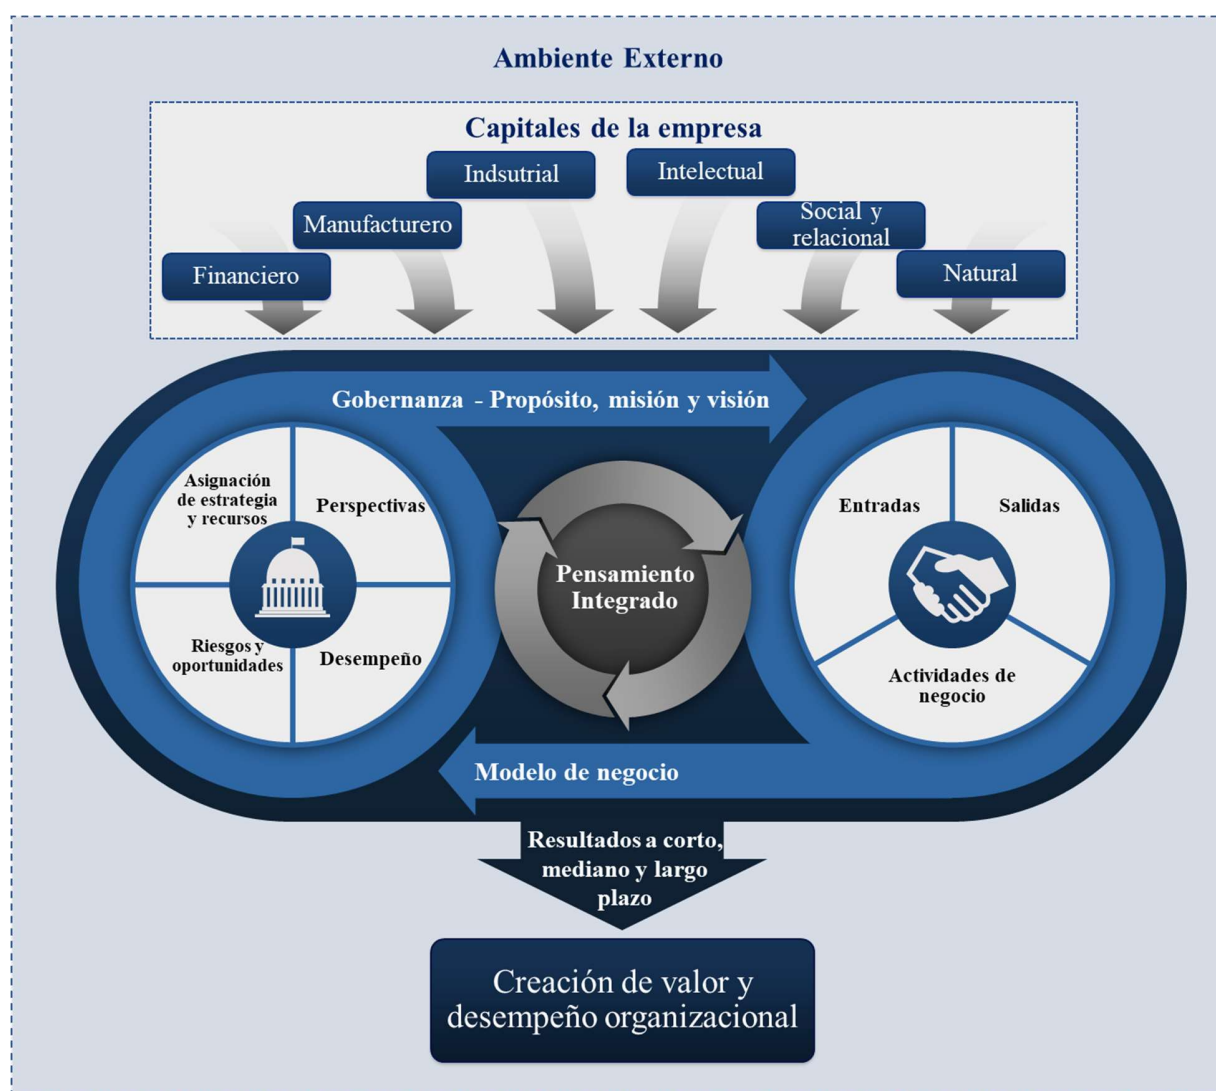 Ambiente Externo
Capitales de la empresa
Indsutrial
Intelectual
Manufacturero
Social y
relacional
Financiero
Natural
Gobernanza - Propósito, misión y visión
Asignación
de estrategia
y recursos
Perspectivas
Riesgos y
oportunidades
Desempeño
Pensamiento
Integrado
Entradas
Salidas
Actividades de
negocio
Modelo de negocio
Resultados a corto,
mediano y largo
plazo
Creación de valor y
desempeño organizacional